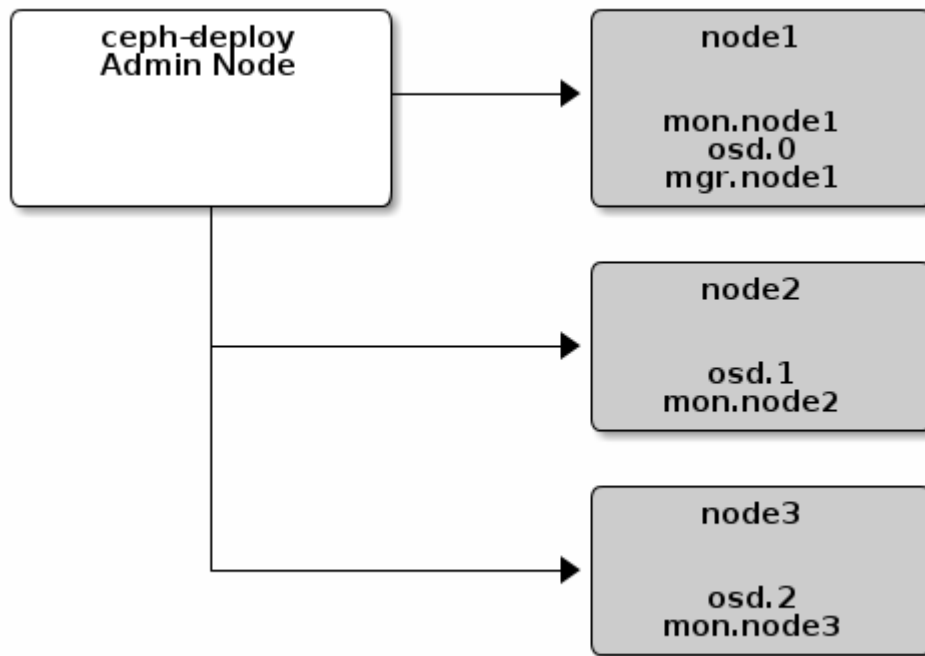 ceph-deploy
Admin Node
node1
mon.node1
osd.0
mgr.node1
node2
osd.1
mon.node2
node3
osd.2
mon.node3